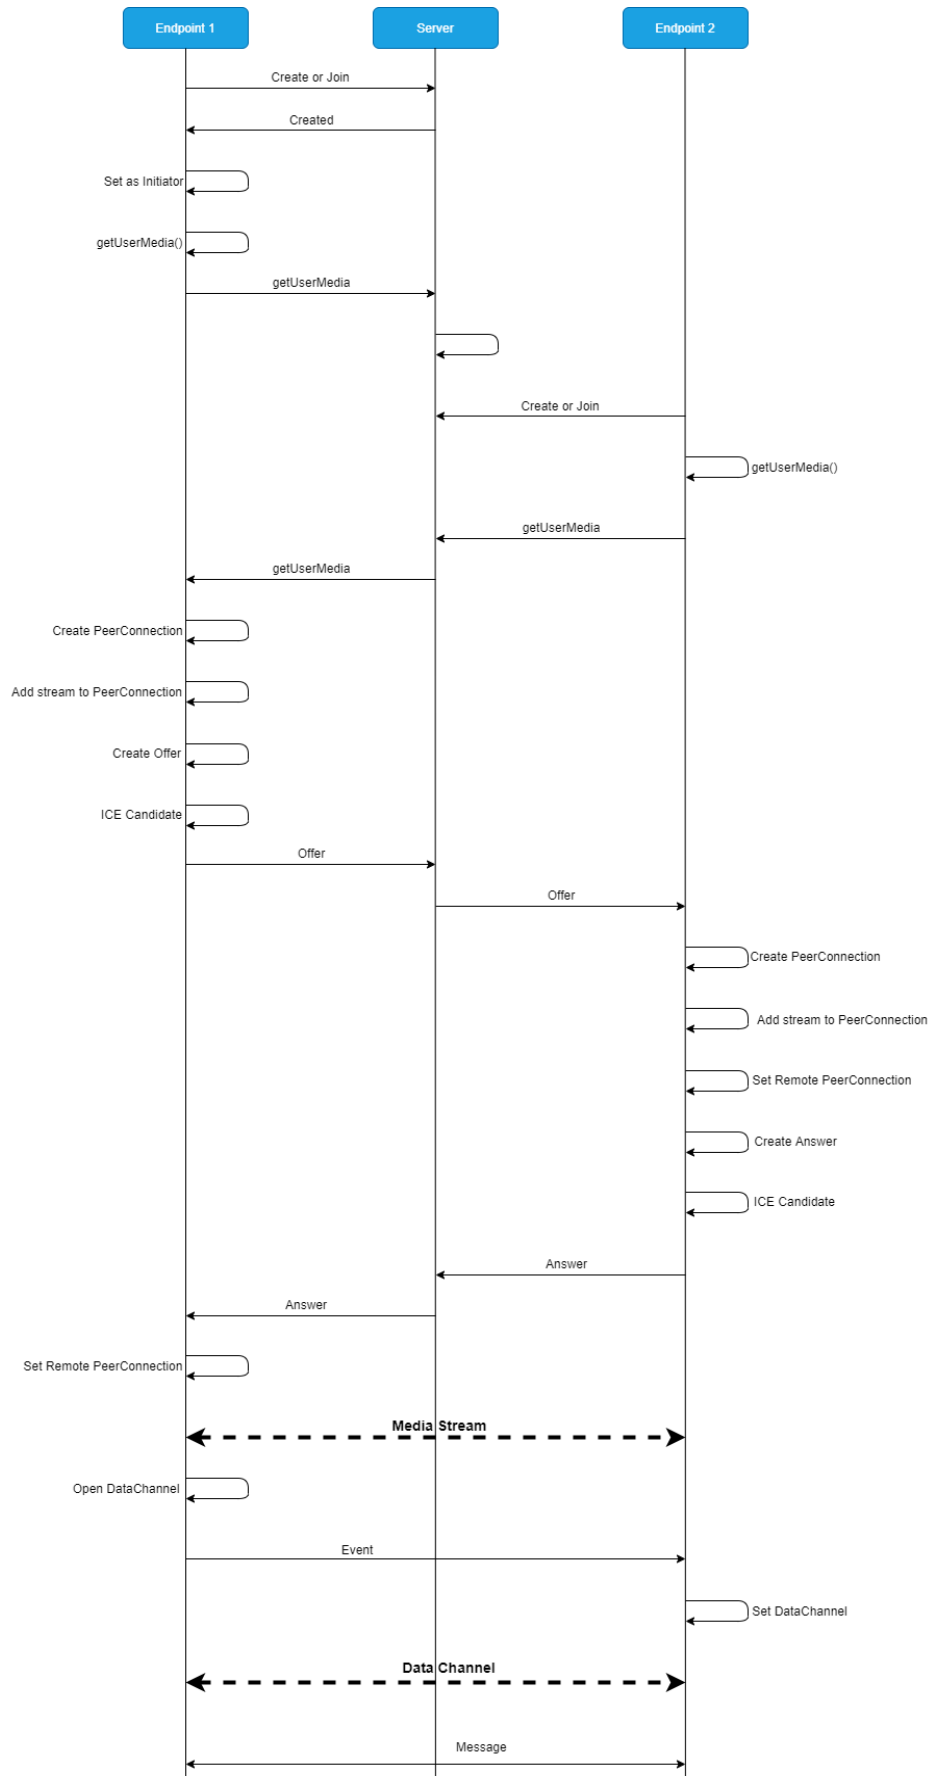 Endpoint 1
Server
Endpoint 2
Create or Join
Created
Set as Initiator
getUserMedia()
getUserMedia
Create or Join
getUserMedia()
getUserMedia
getUserMedia
Create PeerConnection
Add stream to PeerConnection
Create Offer
ICE Candidate
Offer
Offer
Create PeerConnection
Add stream to PeerConnection
Set Remote PeerConnection
Create Answer
ICE Candidate
Answer
Answer
Set Remote PeerConnection
Media Stream
Open DataChannel
Event
Set DataChannel
Data Channel
Message